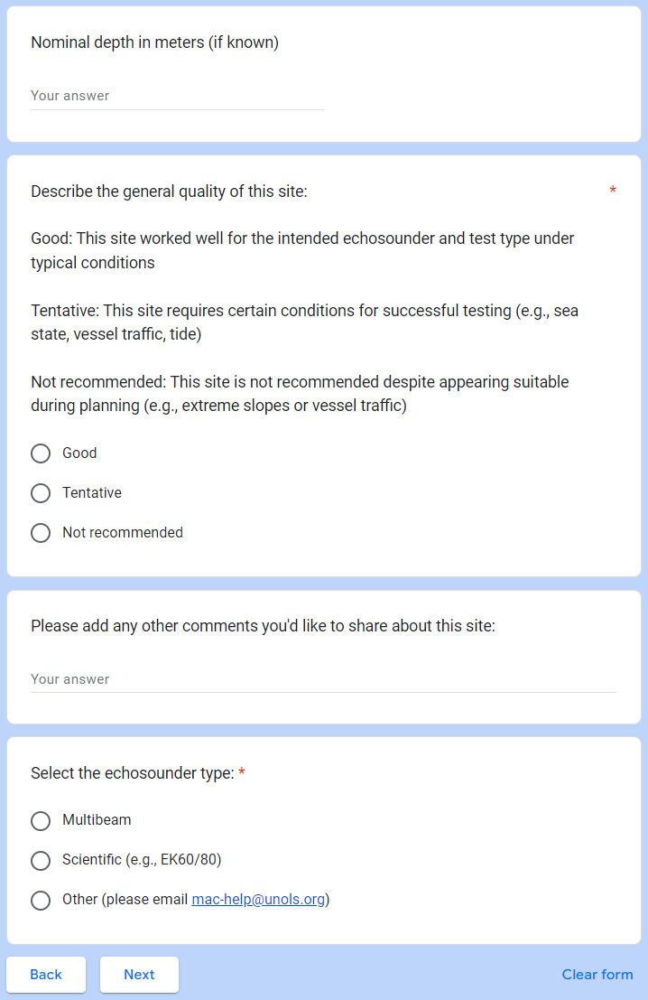 Nominal depth in meters (if known)
Your answer
Describe the general quality of this site: *
Good: This site worked well for the intended echosounder and test type under
typical conditions
Tentative: This site requires certain conditions for successful testing (e.g., sea
state, vessel traffic, tide)
Not recommended: This site is not recommended despite appearing suitable
during planning (e.g., extreme slopes or vessel traffic)
Good
Tentative
Not recommended
Please add any other comments you'd like to share about this site:
Your answer
Select the echosounder type: *
Multibeam
Scientific (e.g., EK60/80)
Other (please email mac-help@unols.org)
Back Next Clear form